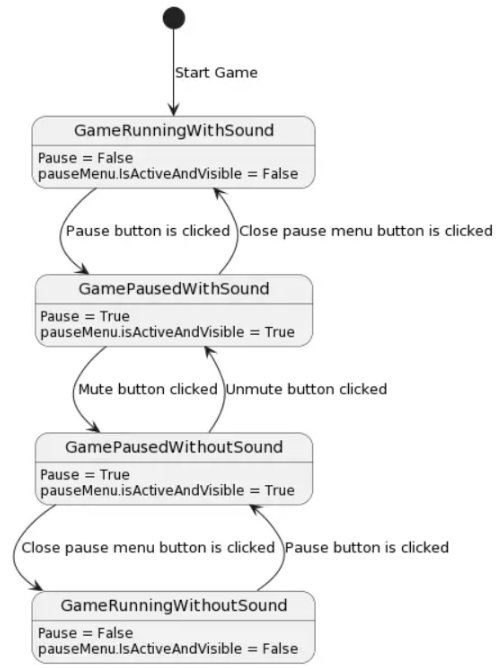 Start Game
GameRunningWithSound
Pause = False
pauseMenu.IsActiveAndVisible = False
Pause button is clicked
Close pause menu button is clicked
GamePausedWithSound
Pause = True
pauseMenu.isActiveAndVisible = True
Mute button clicked
Unmute button clicked
GamePausedWithoutSound
Pause = True
pauseMenu.isActiveAndVisible = True
Close pause menu button is clicked
Pause button is clicked
GameRunningWithoutSound
Pause = False
pauseMenu.IsActiveAndVisible = False